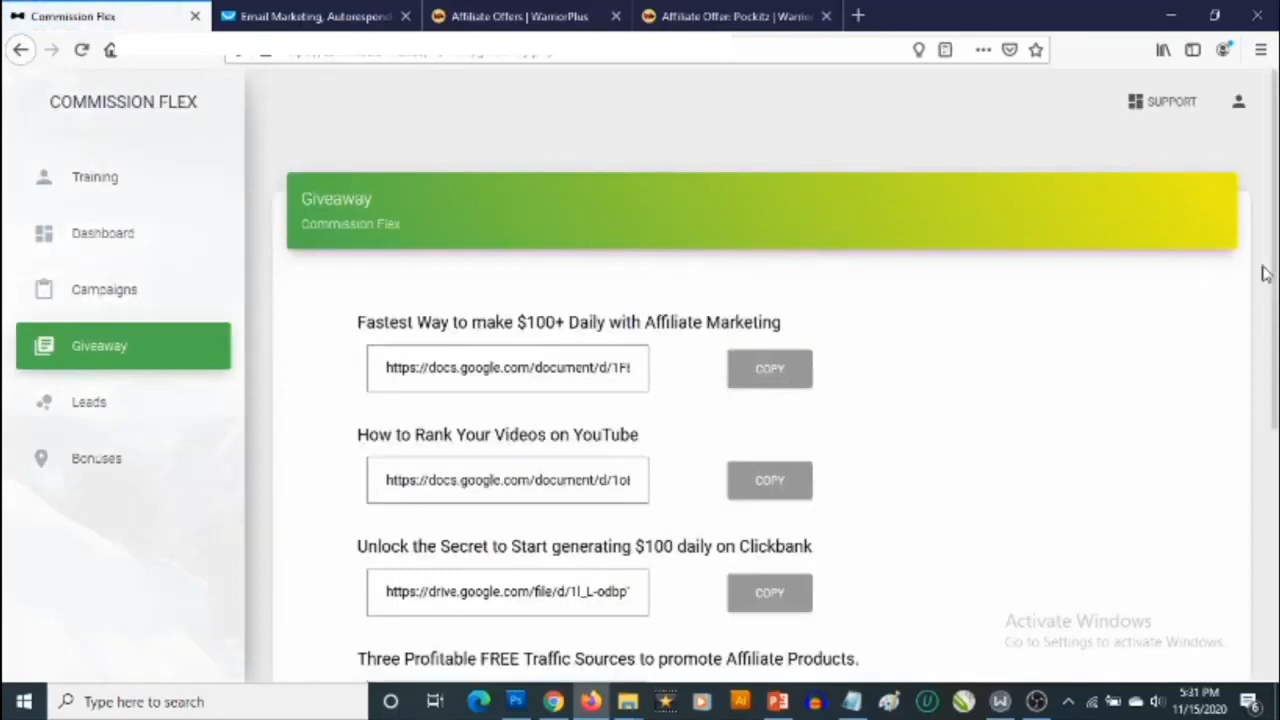 Commission Flex
Email Marketing, Autorespond
Affiliate Offers | WarriorPlus
Affiliate Offer: Pockitz | Warrio
COMMISSION FLEX
SUPPORT
Training
Dashboard
Campaigns
Giveaway
Leads
Bonuses
Giveaway
Commission Flex
Fastest Way to make $100+ Daily with Affiliate Marketing
https://docs.google.com/document/d/1F
COPY
How to Rank Your Videos on YouTube
https://docs.google.com/document/d/1o
COPY
Unlock the Secret to Start generating $100 daily on Clickbank
https://drive.google.com/file/d/1l_L-odbp
COPY
Three Profitable FREE Traffic Sources to promote Affiliate Products.
Activate Windows
Go to Settings to activate Windows.
Type here to search
5:31 PM
11/15/2020